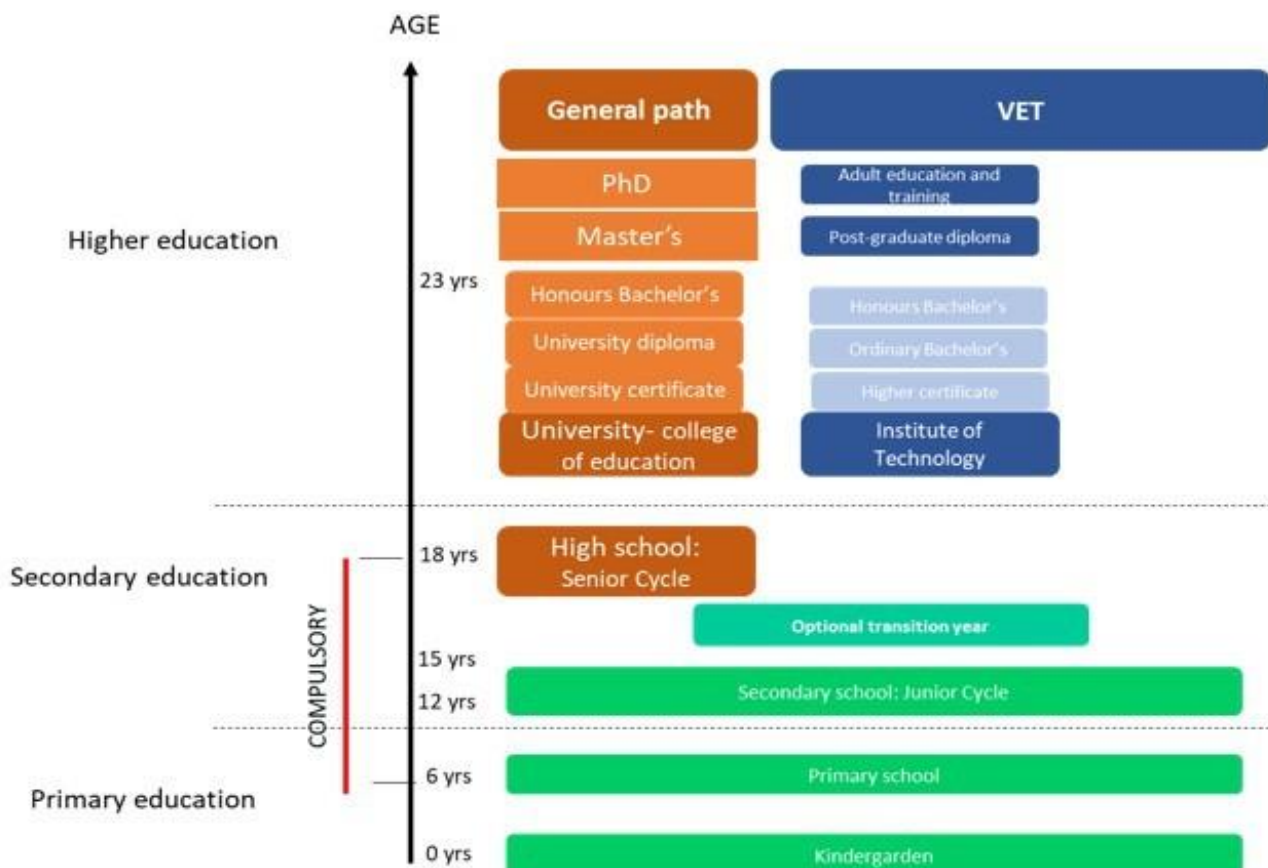 AGE
General path
VET
PhD
Adult education and
training
Higher education
Master's
Post-graduate diploma
23 yrs
Honours Bachelor's
Honours Bachelor's
University diploma
Ordinary Bachelor's
University certificate
Higher certificate
University- college
of education
Institute of
Technology
Secondary education
18 yrs
High school:
Senior Cycle
COMPULSORY
Optional transition year
15 yrs
Secondary school: Junior Cycle
12 yrs
Primary education
6 yrs
Primary school
0 yrs
Kindergarden